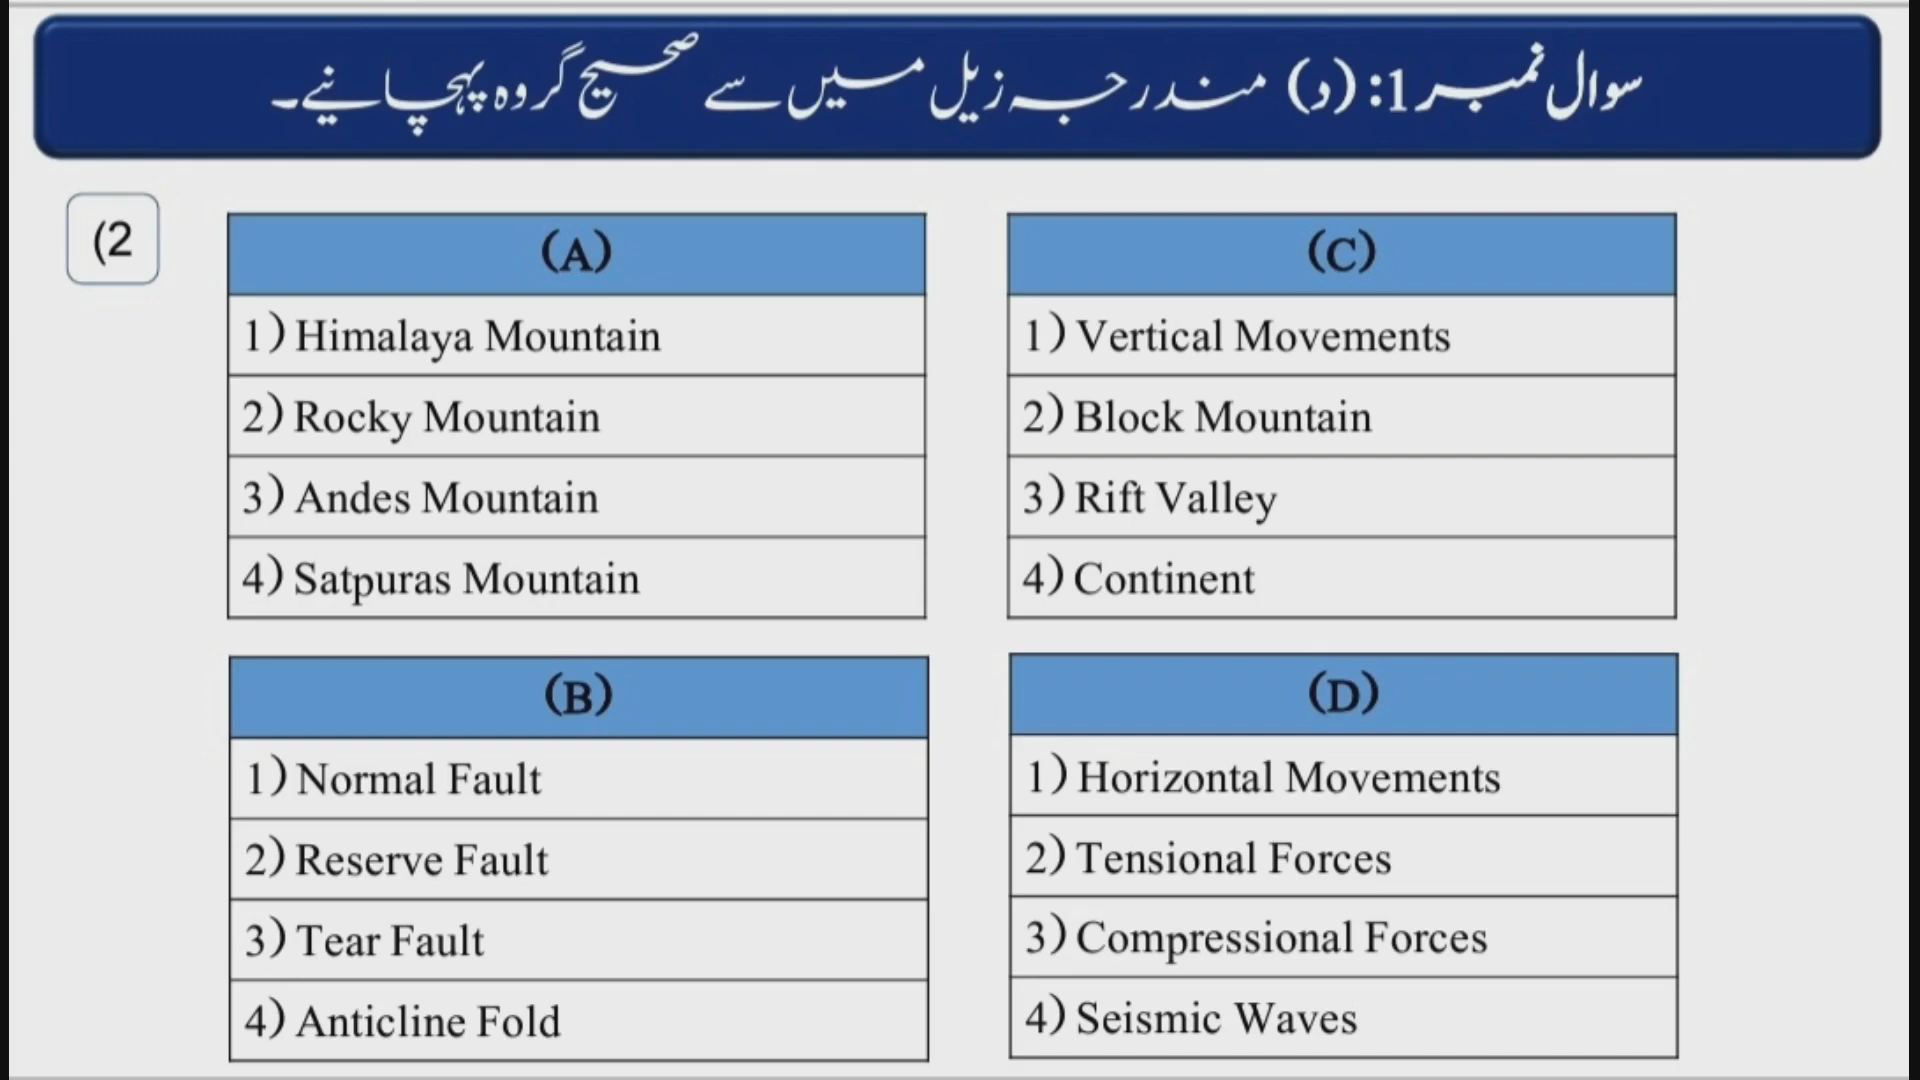 سوال نمبر 1: (د) مندرجہ زیل میں سے صحیح گروہ پہچانیے۔
(2
(A)
1) Himalaya Mountain
2) Rocky Mountain
3) Andes Mountain
4) Satpuras Mountain
(C)
1) Vertical Movements
2) Block Mountain
3) Rift Valley
4) Continent
(B)
1) Normal Fault
2) Reserve Fault
3) Tear Fault
4) Anticline Fold
(D)
1) Horizontal Movements
2) Tensional Forces
3) Compressional Forces
4) Seismic Waves